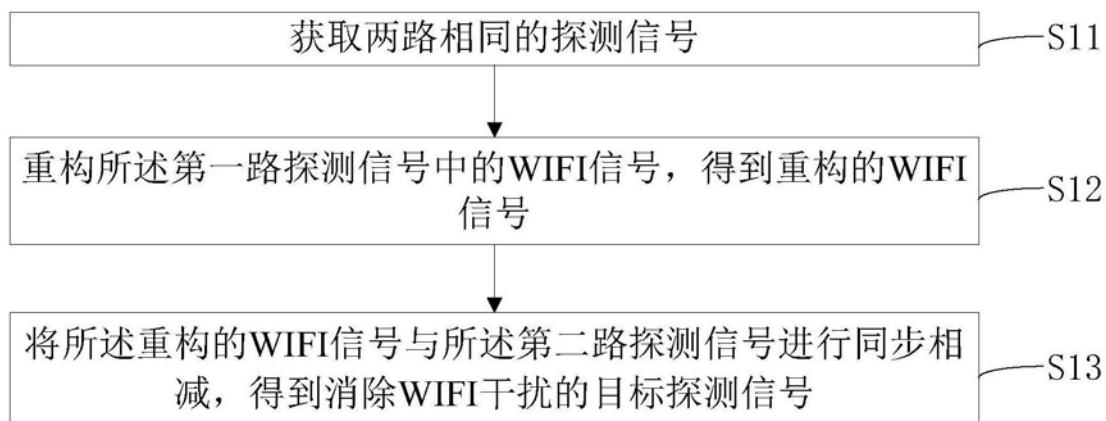 获取两路相同的探测信号
S11
重构所述第一路探测信号中的WIFI信号，得到重构的WIFI
信号
S12
将所述重构的WIFI信号与所述第二路探测信号进行同步相
减，得到消除WIFI干扰的目标探测信号
S13